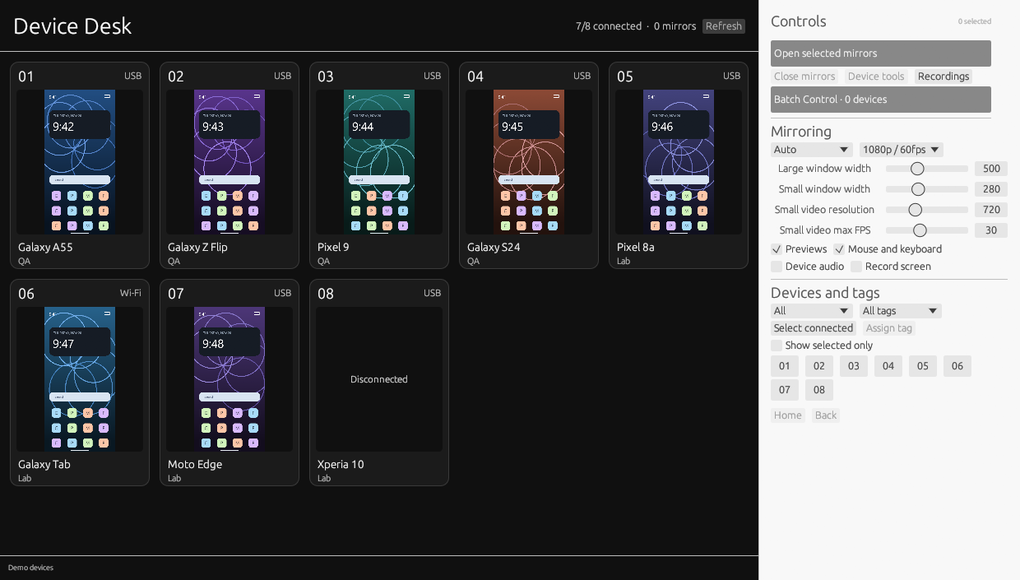 Device Desk
7/8 connected · 0 mirrors Refresh
01 USB
9:42
Galaxy A55
QA
02 USB
9:43
Galaxy Z Flip
QA
03 USB
9:44
Pixel 9
QA
04 USB
9:45
Galaxy S24
QA
05 USB
9:46
Pixel 8a
Lab
06 Wi-Fi
9:47
Galaxy Tab
Lab
07 USB
9:48
Moto Edge
Lab
08 USB
Disconnected
Xperia 10
Lab
Demo devices
Controls 0 selected
Open selected mirrors
Close mirrors Device tools Recordings
Batch Control · 0 devices
Mirroring
Auto 1080p / 60fps
Large window width 500
Small window width 280
Small video resolution 720
Small video max FPS 30
Previews Mouse and keyboard
Device audio Record screen
Devices and tags
All All tags
Select connected Assign tag
Show selected only
01 02 03 04 05 06
07 08
Home Back